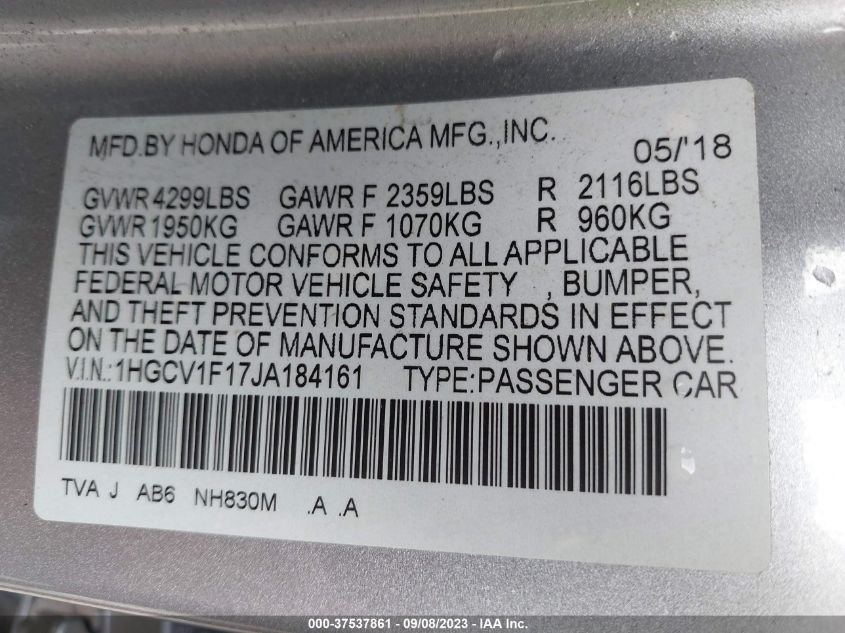 MFD.BY HONDA OF AMERICA MFG.,INC. 05/'18
GVWR 4299LBS GAWR F 2359LBS R 2116LBS
GVWR 1950KG GAWR F 1070KG R 960KG
THIS VEHICLE CONFORMS TO ALL APPLICABLE
FEDERAL MOTOR VEHICLE SAFETY , BUMPER,
AND THEFT PREVENTION STANDARDS IN EFFECT
ON THE DATE OF MANUFACTURE SHOWN ABOVE.
V.I.N.:1HGCV1F17JA184161 TYPE:PASSENGER CAR
TVA J AB6 NH830M .A .A
000-37537861 - 09/08/2023 - IAA Inc.